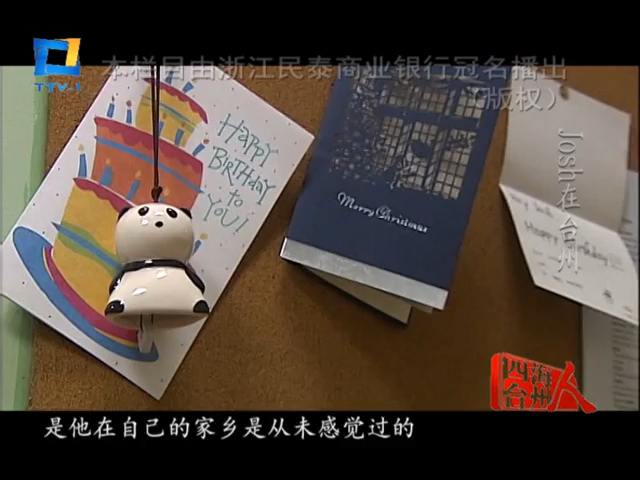 TTV-1
本栏目由浙江民泰商业银行冠名播出
（版权）
HAPPY
BIRTHDAY
to
YOU!
Merry Christmas
Happy Birthday
Josh在台州
四海
台州人
是他在自己的家乡是从未感觉过的